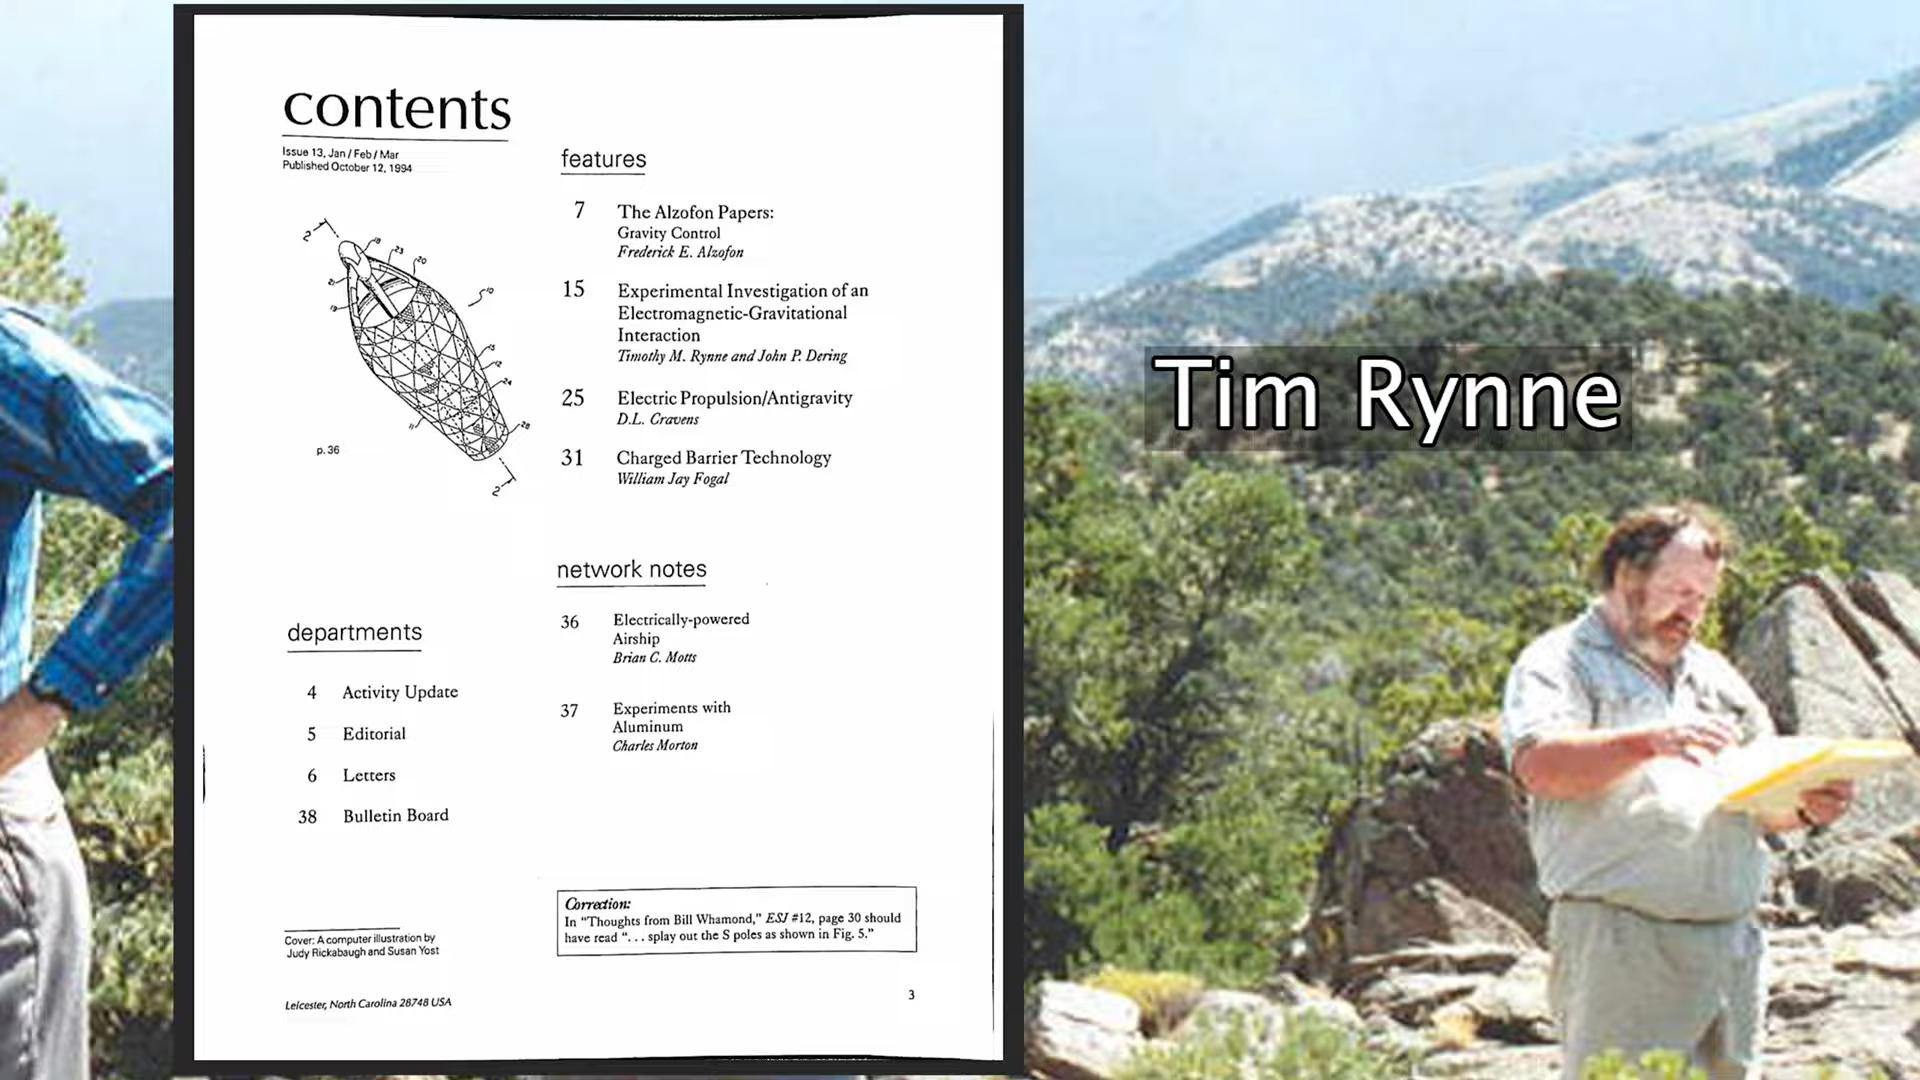 contents
Issue 13, Jan / Feb / Mar
Published October 12, 1994
p. 36
features
7 The Alzofon Papers:
Gravity Control
Frederick E. Alzofon
15 Experimental Investigation of an
Electromagnetic-Gravitational
Interaction
Timothy M. Rynne and John P. Dering
25 Electric Propulsion/Antigravity
D.L. Cravens
31 Charged Barrier Technology
William Jay Fogal
network notes
36 Electrically-powered
Airship
Brian C. Motts
37 Experiments with
Aluminum
Charles Morton
departments
4 Activity Update
5 Editorial
6 Letters
38 Bulletin Board
Correction:
In “Thoughts from Bill Whamond,” ESJ #12, page 30 should
have read “. . . splay out the S poles as shown in Fig. 5.”
Cover: A computer illustration by
Judy Rickabaugh and Susan Yost
Leicester, North Carolina 28748 USA
3
Tim Rynne